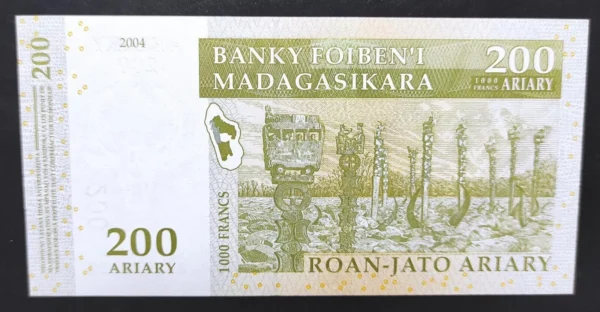 200
2004
BANKY FOIBEN'I
MADAGASIKARA
200
1000
FRANCS
ARIARY
1000 FRANCS
200
ARIARY
ROAN-JATO ARIARY